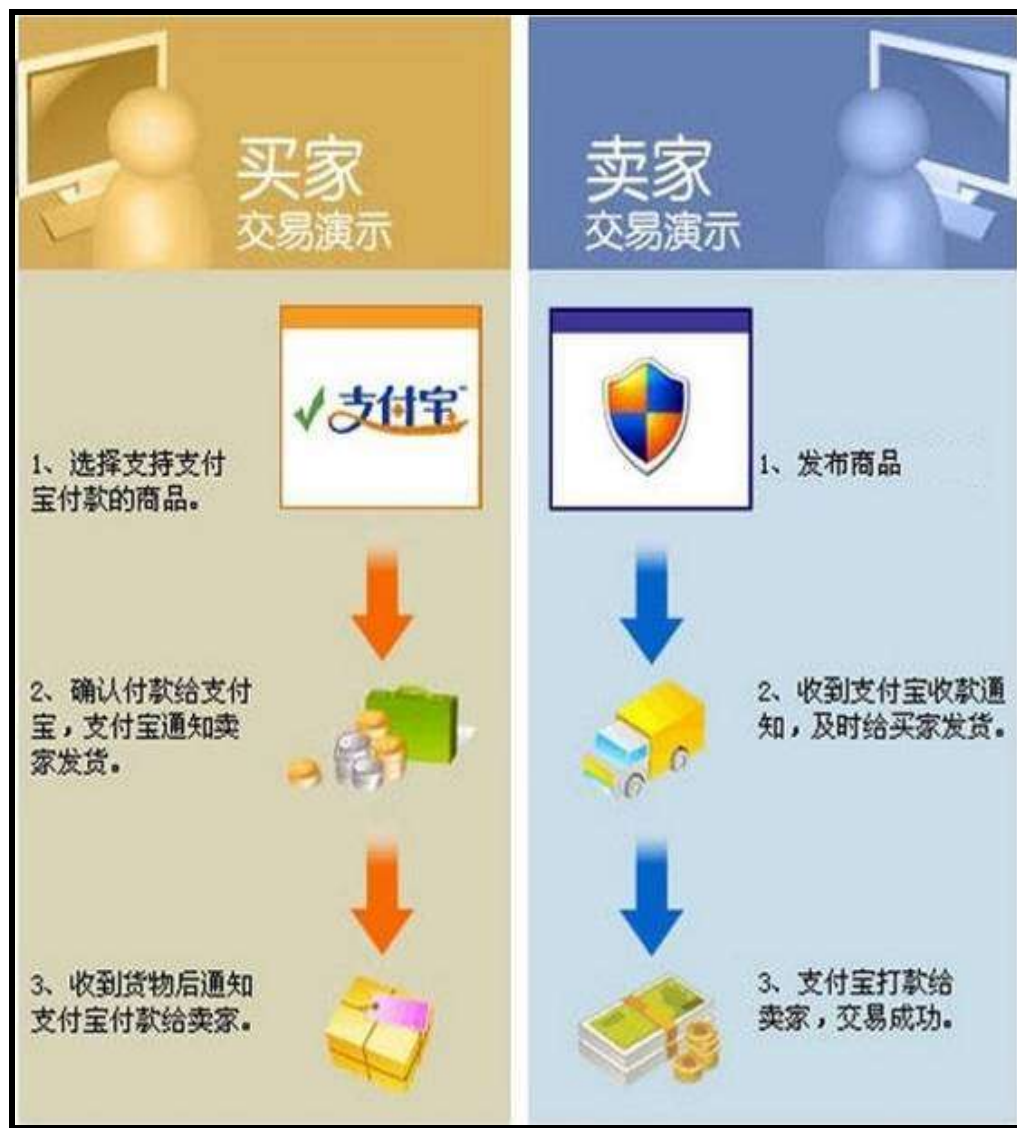 买家
交易演示
支付宝
1、选择支持支付
宝付款的商品。
2、确认付款给支付
宝，支付宝通知卖
家发货。
3、收到货物后通知
支付宝付款给卖家。
卖家
交易演示
1、发布商品
2、收到支付宝收款通
知，及时给买家发货。
3、支付宝打款给
卖家，交易成功。